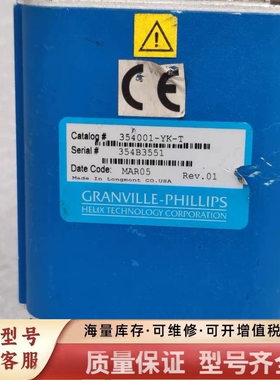 CE
Catalog # 354001-YK-T
Serial # 354B3551
Date Code: MAR05 Rev.01
Made In Longmont CO.USA
GRANVILLE-PHILLIPS
HELIX TECHNOLOGY CORPORATION
型号
客服
海量库存·可维修·可开增值税
质量保证 型号齐